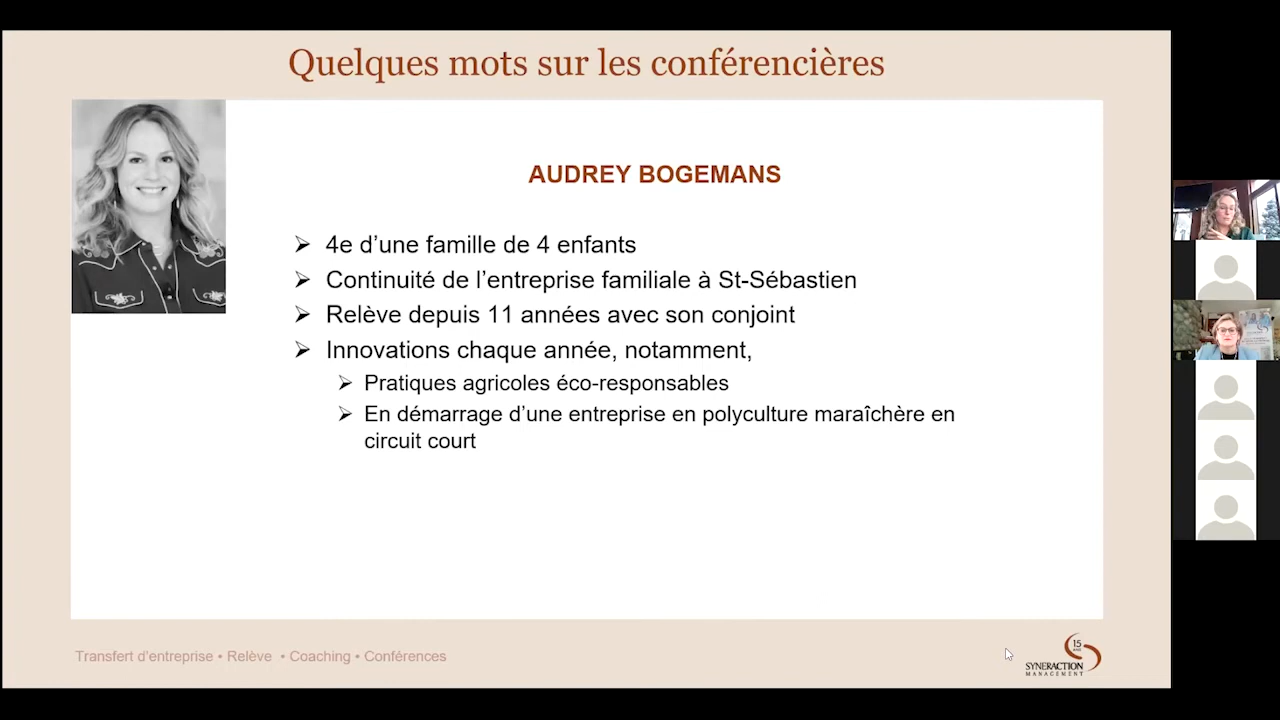 Quelques mots sur les conférencières
AUDREY BOGEMANS
4e d’une famille de 4 enfants
Continuité de l’entreprise familiale à St-Sébastien
Relève depuis 11 années avec son conjoint
Innovations chaque année, notamment,
Pratiques agricoles éco-responsables
En démarrage d’une entreprise en polyculture maraîchère en
circuit court
Transfert d’entreprise • Relève • Coaching • Conférences
15
ANS
SYNERACTION
MANAGEMENT